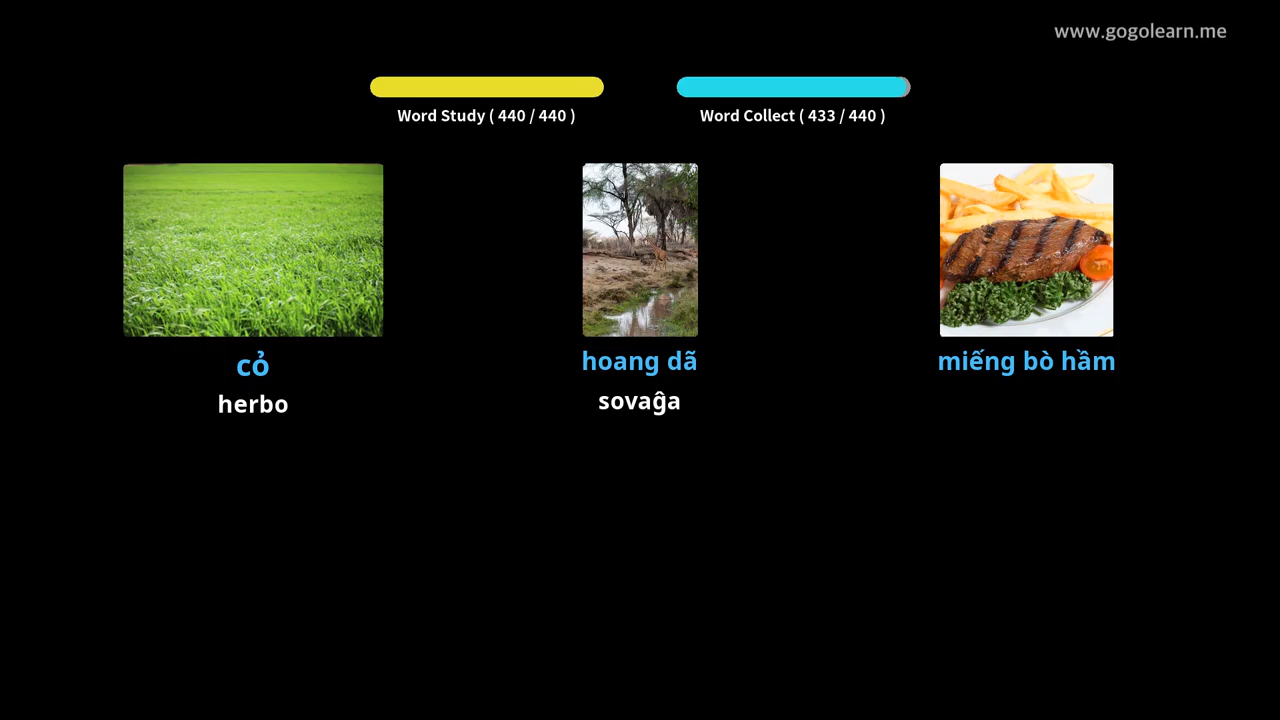 www.gogolearn.me
Word Study ( 440 / 440 )
Word Collect ( 433 / 440 )
cỏ
herbo
hoang dã
sovaĝa
miếng bò hầm